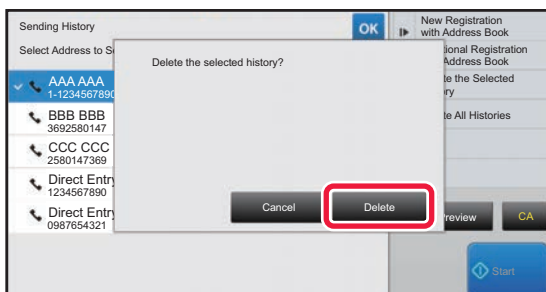 Sending History
OK
New Registration
with Address Book
Select Address to S
tional Registration
Address Book
Delete the selected history?
AAA AAA
1-1234567890
te the Selected
ry
BBB BBB
3692580147
te All Histories
CCC CCC
2580147369
Direct Entry
1234567890
Cancel
Delete
Direct Entry
0987654321
review
CA
Start